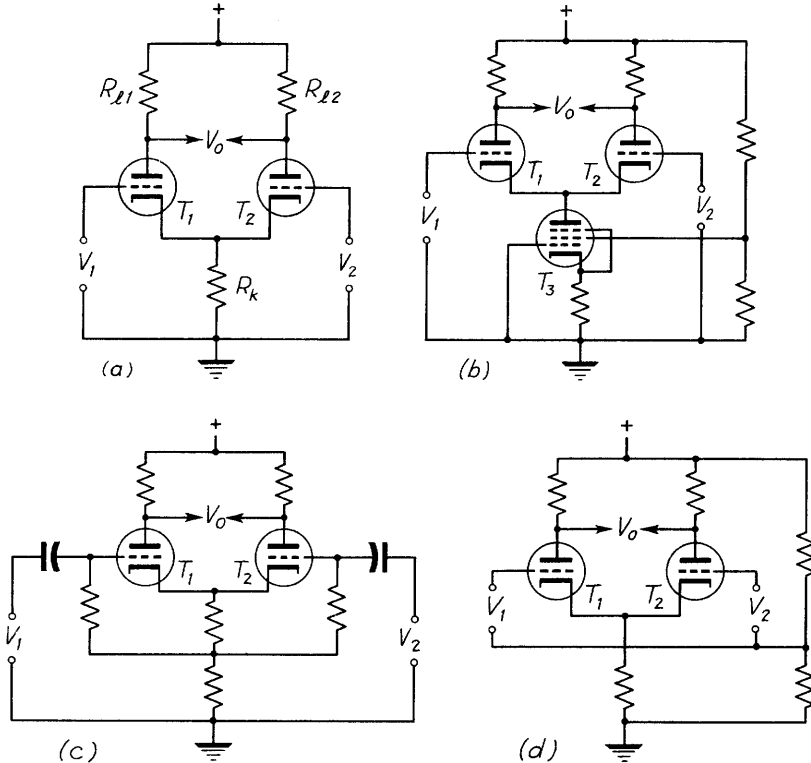 +
R_ℓ1 R_ℓ2
V_o
T_1 T_2
V_1 V_2
R_k
(a)
+
V_o
T_1 T_2
V_1 V_2
T_3
(b)
+
V_o
T_1 T_2
V_1 V_2
(c)
+
V_o
T_1 T_2
V_1 V_2
(d)